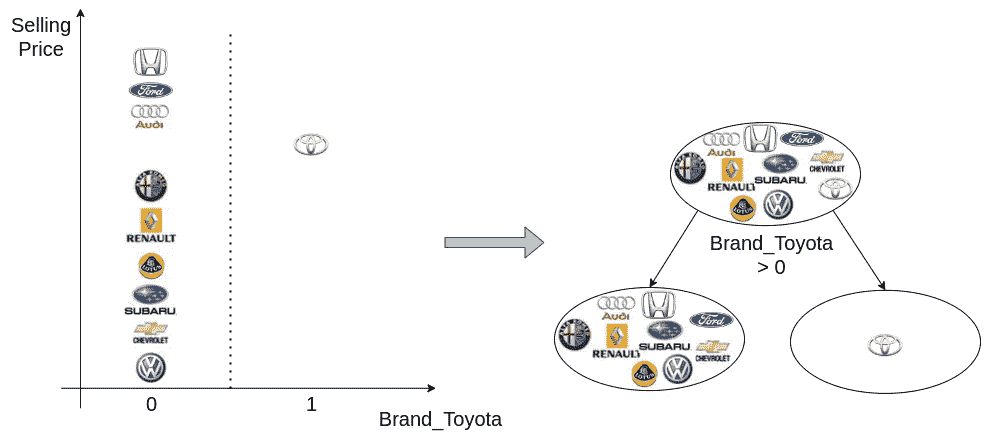 Selling
Price
Ford
Audi
RENAULT
LOTUS
SUBARU
CHEVROLET
0
1
Brand_Toyota
Audi
Ford
RENAULT
SUBARU
CHEVROLET
LOTUS
Brand_Toyota
> 0
Audi
Ford
RENAULT
SUBARU
CHEVROLET
LOTUS